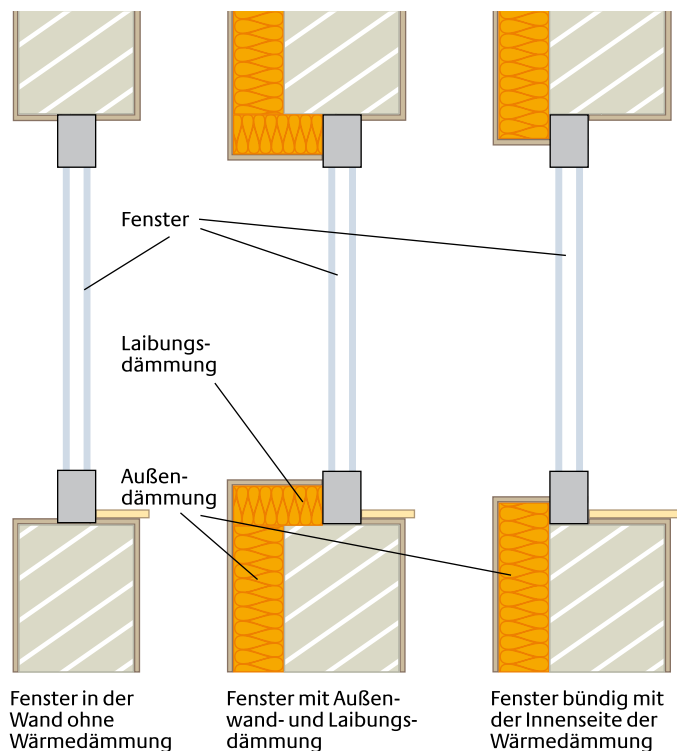 Fenster
Laibungs-
dämmung
Außen-
dämmung
Fenster in der
Wand ohne
Wärmedämmung
Fenster mit Außen-
wand- und Laibungs-
dämmung
Fenster bündig mit
der Innenseite der
Wärmedämmung